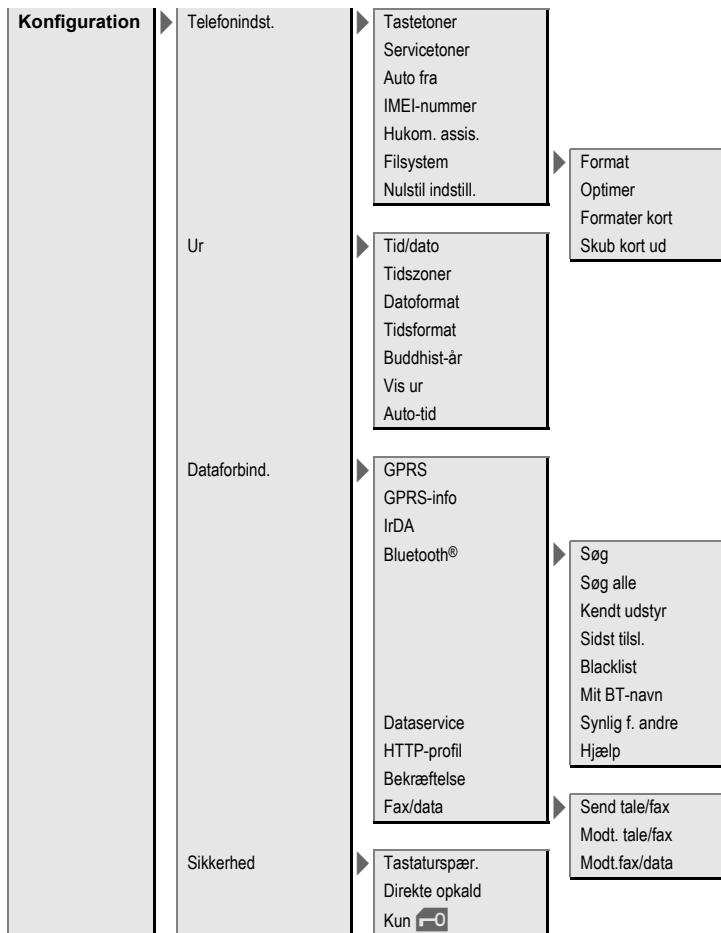 Konfiguration
Telefonindst.
Tastetoner
Servicetoner
Auto fra
IMEI-nummer
Hukom. assis.
Filsystem
Format
Optimer
Formater kort
Skub kort ud
Nulstil indstill.
Ur
Tid/dato
Tidszoner
Datoformat
Tidsformat
Buddhist-år
Vis ur
Auto-tid
Dataforbind.
GPRS
GPRS-info
IrDA
Bluetooth®
Søg
Søg alle
Kendt udstyr
Sidst tilsl.
Blacklist
Mit BT-navn
Synlig f. andre
Hjælp
Dataservice
HTTP-profil
Bekræftelse
Fax/data
Send tale/fax
Modt. tale/fax
Modt.fax/data
Sikkerhed
Tastaturspær.
Direkte opkald
Kun